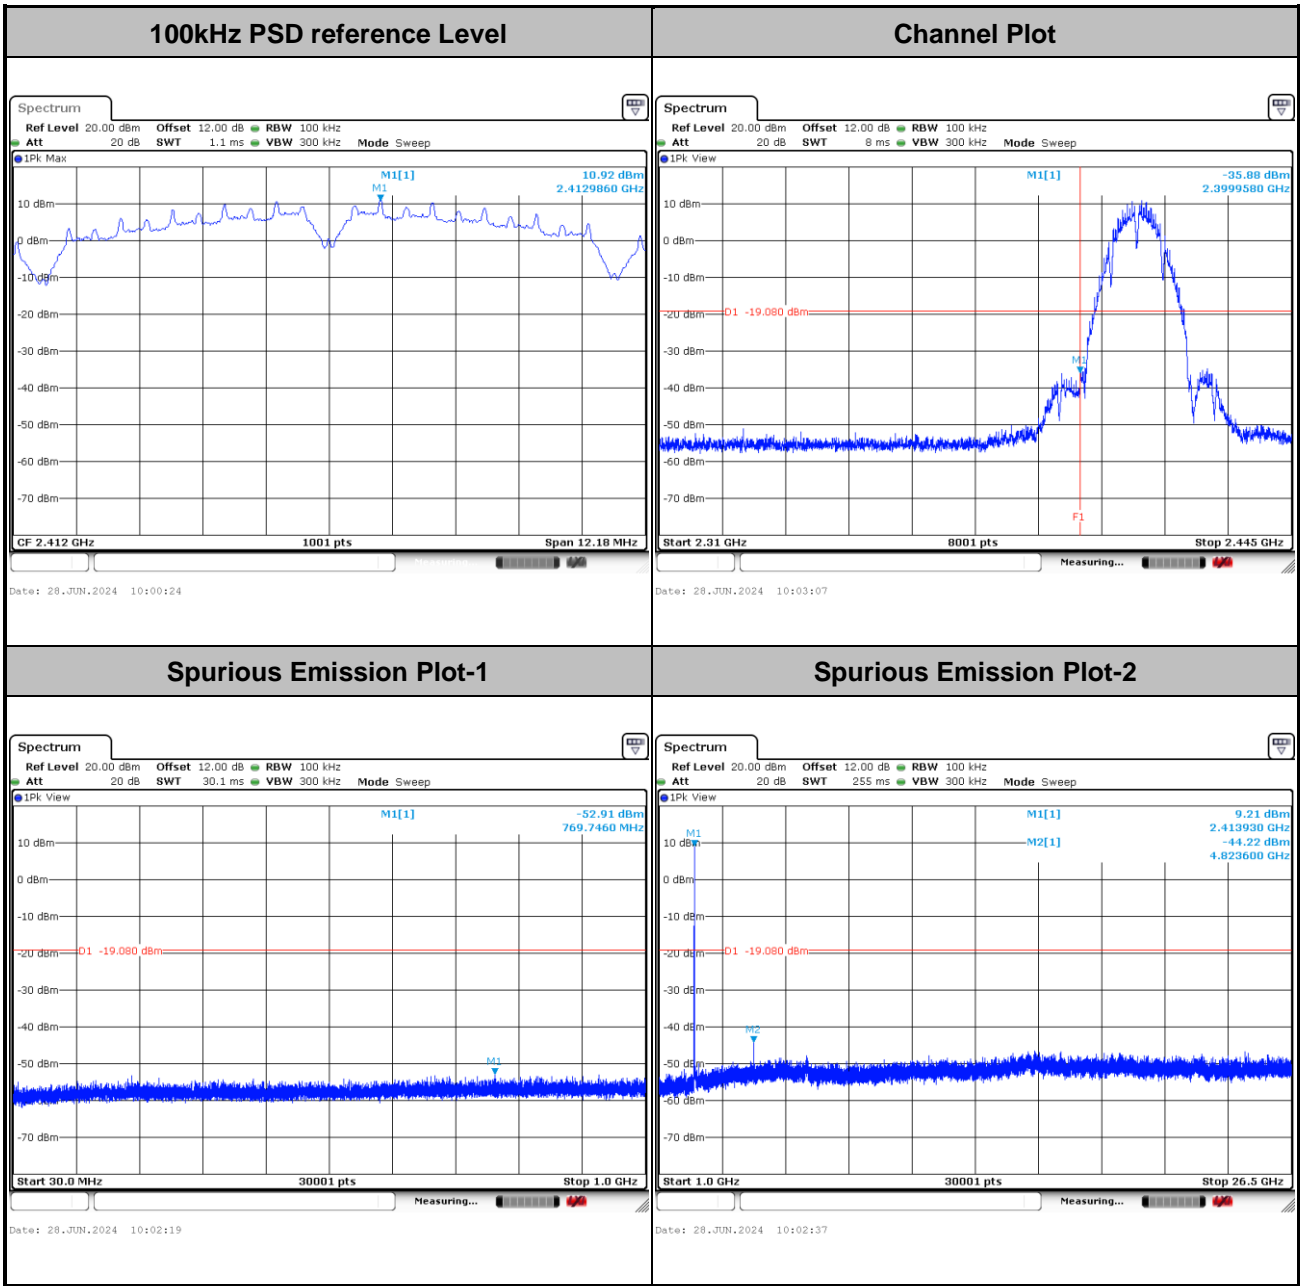 100kHz PSD reference Level
Channel Plot
Spectrum
Ref Level 20.00 dBm Offset 12.00 dB RBW 100 kHz
Att 20 dB SWT 1.1 ms VBW 300 kHz Mode Sweep
1Pk Max
M1[1] 10.92 dBm
2.4129860 GHz
M1
10 dBm
0 dBm
-10 dBm
-20 dBm
-30 dBm
-40 dBm
-50 dBm
-60 dBm
-70 dBm
CF 2.412 GHz 1001 pts Span 12.18 MHz
Measuring...
Date: 28.JUN.2024 10:00:24
Spectrum
Ref Level 20.00 dBm Offset 12.00 dB RBW 100 kHz
Att 20 dB SWT 8 ms VBW 300 kHz Mode Sweep
1Pk View
M1[1] -35.88 dBm
2.3999580 GHz
10 dBm
0 dBm
-10 dBm
-20 dBm
D1 -19.080 dBm
-30 dBm
M1
-40 dBm
-50 dBm
-60 dBm
-70 dBm
F1
Start 2.31 GHz 8001 pts Stop 2.445 GHz
Measuring...
Date: 28.JUN.2024 10:03:07
Spurious Emission Plot-1
Spurious Emission Plot-2
Spectrum
Ref Level 20.00 dBm Offset 12.00 dB RBW 100 kHz
Att 20 dB SWT 30.1 ms VBW 300 kHz Mode Sweep
1Pk View
M1[1] -52.91 dBm
769.7460 MHz
10 dBm
0 dBm
-10 dBm
-20 dBm
D1 -19.080 dBm
-30 dBm
-40 dBm
-50 dBm
M1
-60 dBm
-70 dBm
Start 30.0 MHz 30001 pts Stop 1.0 GHz
Measuring...
Date: 28.JUN.2024 10:02:19
Spectrum
Ref Level 20.00 dBm Offset 12.00 dB RBW 100 kHz
Att 20 dB SWT 255 ms VBW 300 kHz Mode Sweep
1Pk View
M1[1] 9.21 dBm
2.413930 GHz
M1
10 dBm
M2[1] -44.22 dBm
4.823600 GHz
0 dBm
-10 dBm
-20 dBm
D1 -19.080 dBm
-30 dBm
-40 dBm
M2
-50 dBm
-60 dBm
-70 dBm
Start 1.0 GHz 30001 pts Stop 26.5 GHz
Measuring...
Date: 28.JUN.2024 10:02:37